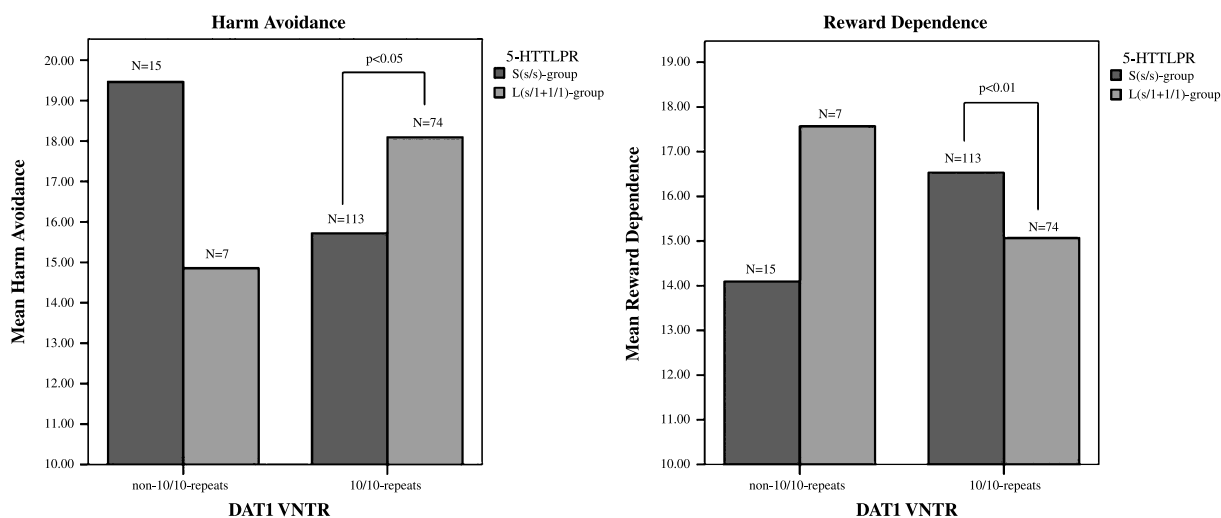 Harm Avoidance
20.00
19.00
18.00
17.00
16.00
15.00
14.00
13.00
12.00
11.00
10.00
Mean Harm Avoidance
N=15
N=7
N=113
N=74
p<0.05
non-10/10-repeats
10/10-repeats
DAT1 VNTR
5-HTTLPR
S(s/s)-group
L(s/1+1/1)-group
Reward Dependence
19.00
18.00
17.00
16.00
15.00
14.00
13.00
12.00
11.00
10.00
Mean Reward Dependence
N=15
N=7
N=113
N=74
p<0.01
non-10/10-repeats
10/10-repeats
DAT1 VNTR
5-HTTLPR
S(s/s)-group
L(s/1+1/1)-group